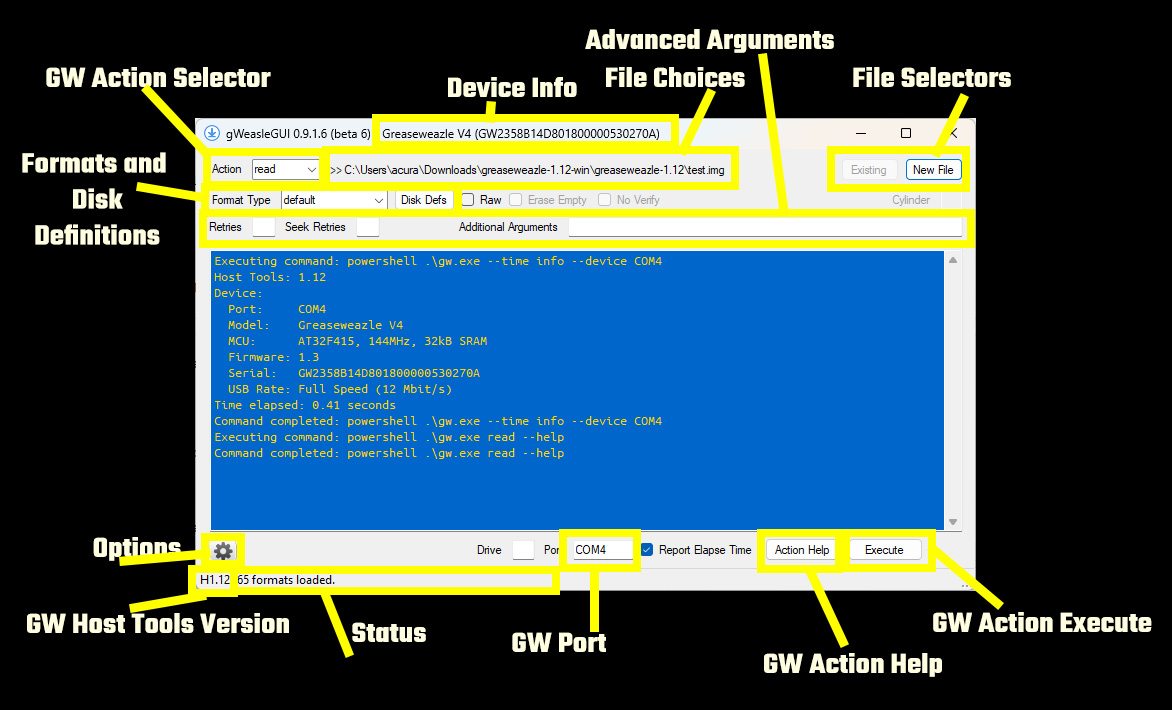 Advanced Arguments
GW Action Selector
Device Info
File Choices
File Selectors
gWeasleGUI 0.9.1.6 (beta 6)
Greaseweazle V4 (GW2358B14D801800000530270A)
Formats and
Disk
Definitions
Action
read
>> C:\Users\acura\Downloads\greaseweazle-1.12-win\greaseweazle-1.12\test.img
Existing
New File
Format Type
default
Disk Defs
Raw
Erase Empty
No Verify
Cylinder
Retries
Seek Retries
Additional Arguments
Executing command: powershell .\gw.exe --time info --device COM4
Host Tools: 1.12
Device:
Port: COM4
Model: Greaseweazle V4
MCU: AT32F415, 144MHz, 32kB SRAM
Firmware: 1.3
Serial: GW2358B14D801800000530270A
USB Rate: Full Speed (12 Mbit/s)
Time elapsed: 0.41 seconds
Command completed: powershell .\gw.exe --time info --device COM4
Executing command: powershell .\gw.exe read --help
Command completed: powershell .\gw.exe read --help
Options
Drive
Por
COM4
Report Elapse Time
Action Help
Execute
H1.12
65 formats loaded.
GW Host Tools Version
Status
GW Port
GW Action Help
GW Action Execute